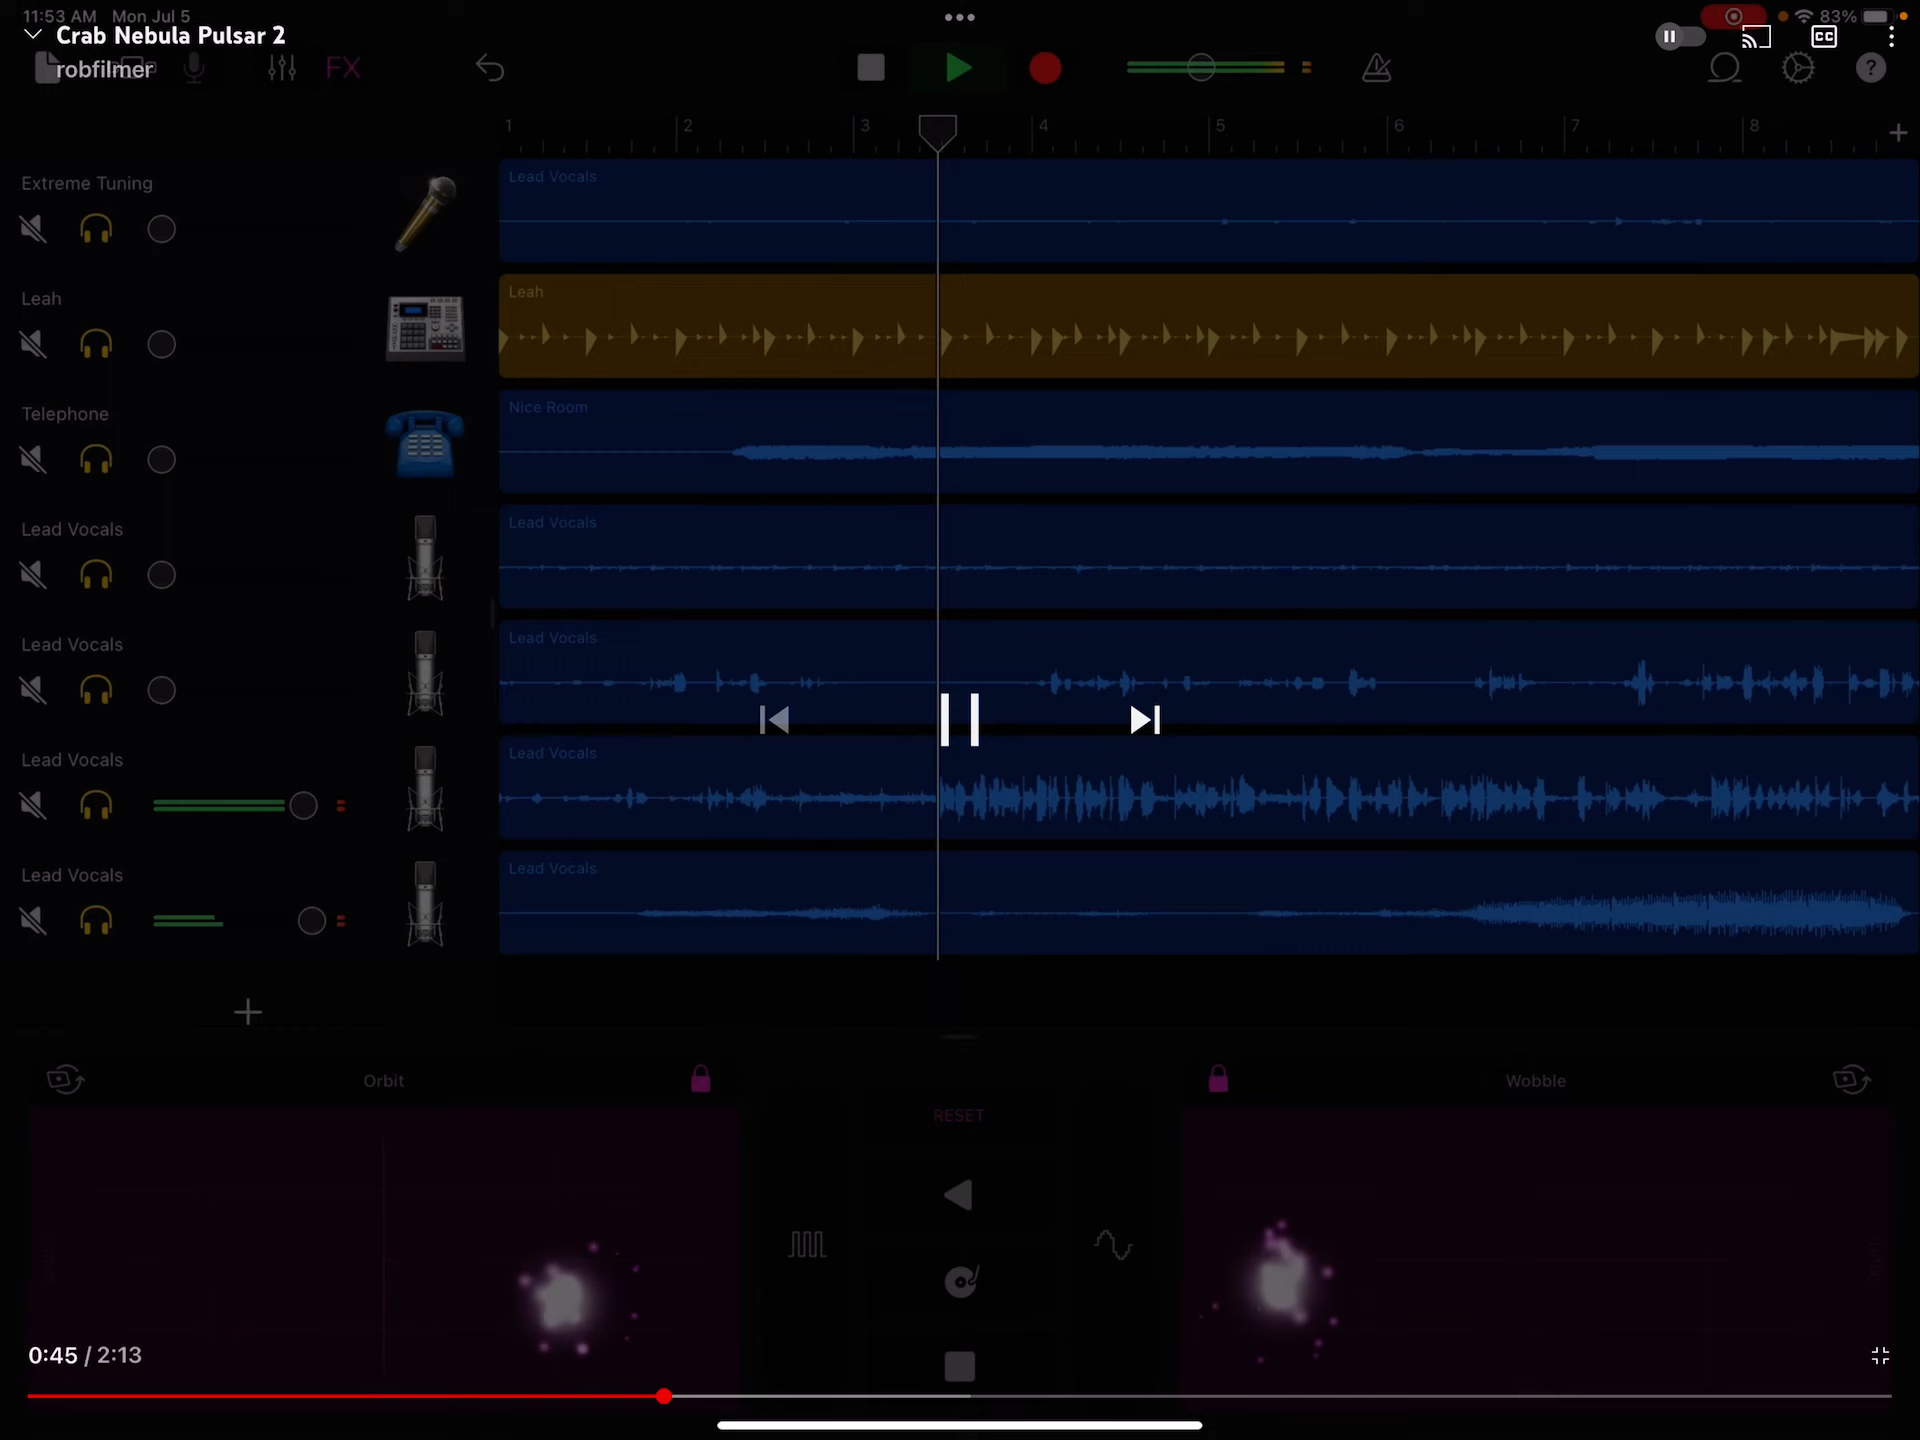 11:53 AM Mon Jul 5
83%
Crab Nebula Pulsar 2
CC
robfilmer
FX
?
1 2 3 4 5 6 7 8
Extreme Tuning
Lead Vocals
Leah
Leah
Telephone
Nice Room
Lead Vocals
Lead Vocals
Lead Vocals
Lead Vocals
Lead Vocals
Lead Vocals
Lead Vocals
Lead Vocals
Orbit
Wobble
RESET
0:45 / 2:13